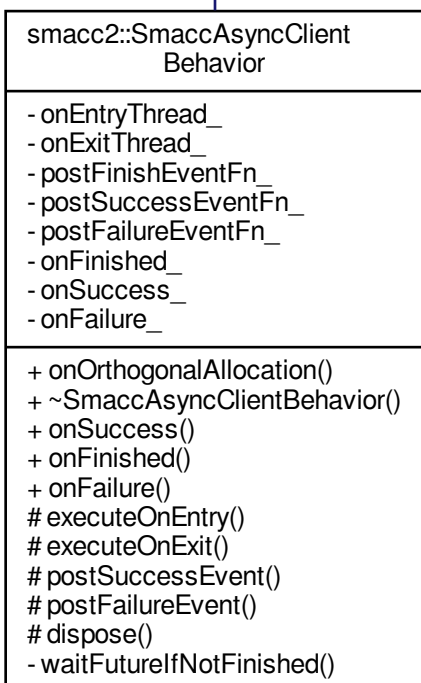 smacc2::SmaccAsyncClient
Behavior
- onEntryThread_
- onExitThread_
- postFinishEventFn_
- postSuccessEventFn_
- postFailureEventFn_
- onFinished_
- onSuccess_
- onFailure_
+ onOrthogonalAllocation()
+ ~SmaccAsyncClientBehavior()
+ onSuccess()
+ onFinished()
+ onFailure()
# executeOnEntry()
# executeOnExit()
# postSuccessEvent()
# postFailureEvent()
# dispose()
- waitFutureIfNotFinished()